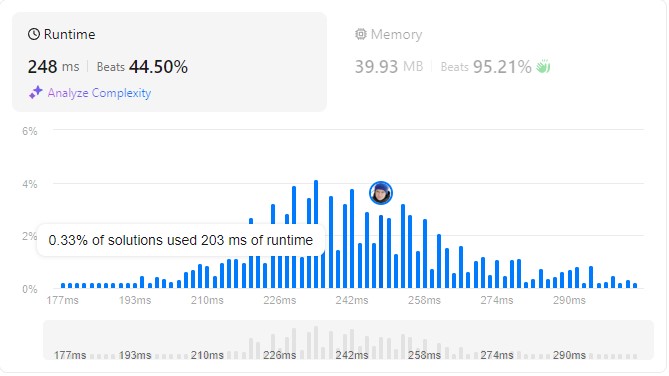 Runtime
Memory
248 ms | Beats 44.50%
39.93 MB | Beats 95.21%
Analyze Complexity
6%
4%
2%
0.33% of solutions used 203 ms of runtime
0%
177ms 193ms 210ms 226ms 242ms 258ms 274ms 290ms
177ms 193ms 210ms 226ms 242ms 258ms 274ms 290ms